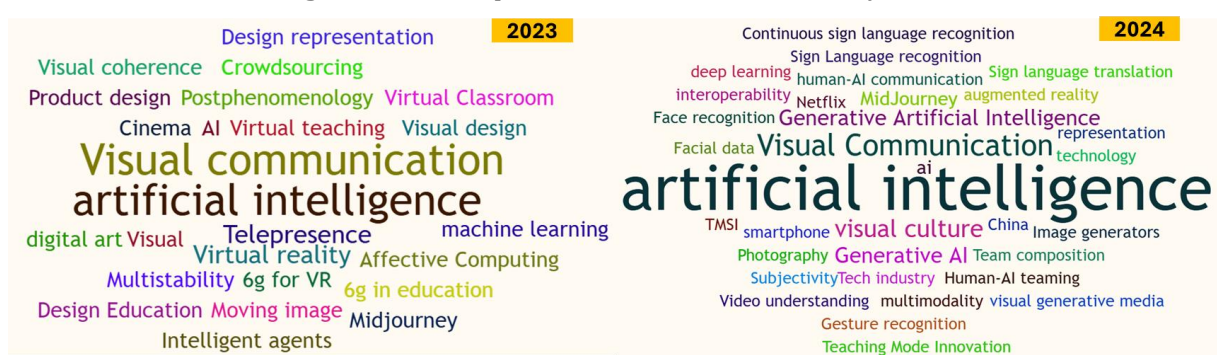 2023
Design representation
Visual coherence Crowdsourcing
Product design Postphenomenology Virtual Classroom
Cinema AI Virtual teaching Visual design
Visual communication
artificial intelligence
digital art Visual Telepresence machine learning
Virtual reality Affective Computing
Multistability 6g for VR 6g in education
Design Education Moving image Midjourney
Intelligent agents
2024
Continuous sign language recognition
Sign Language recognition
deep learning human-AI communication Sign language translation
interoperability Netflix MidJourney augmented reality
Face recognition Generative Artificial Intelligence
Facial data Visual Communication representation
technology
ai
artificial intelligence
TMSI smartphone visual culture China Image generators
Photography Generative AI Team composition
Subjectivity Tech industry Human-AI teaming
Video understanding multimodality visual generative media
Gesture recognition
Teaching Mode Innovation